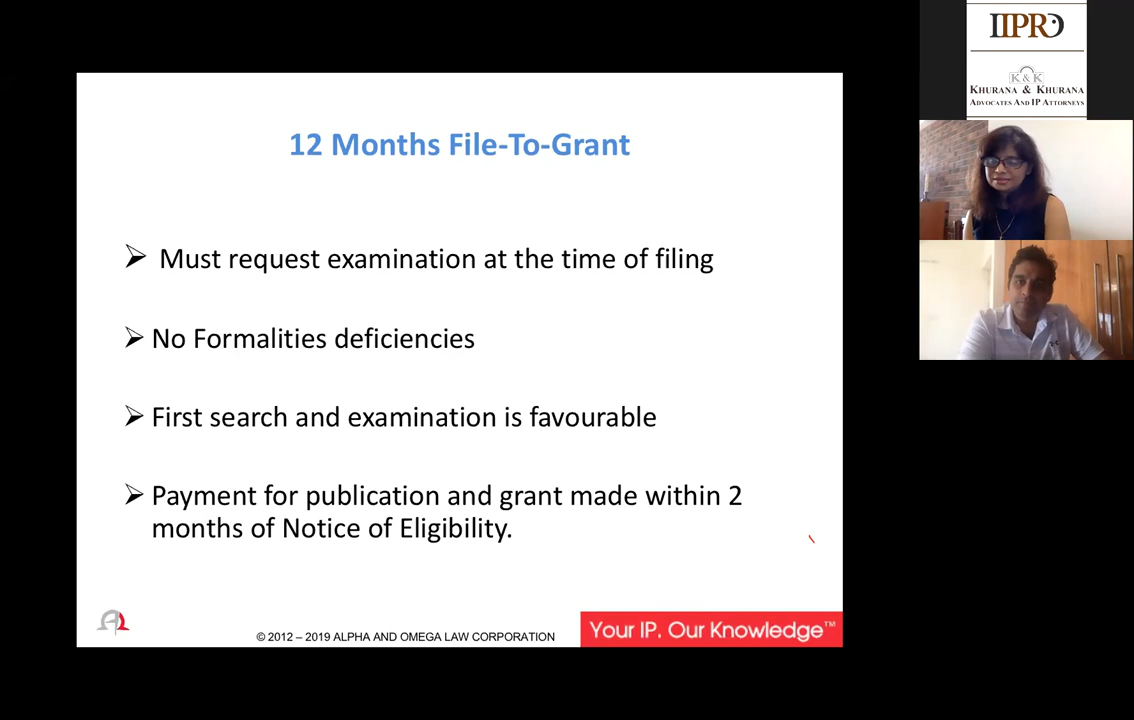 12 Months File-To-Grant
➢ Must request examination at the time of filing
➢ No Formalities deficiencies
➢ First search and examination is favourable
➢ Payment for publication and grant made within 2
months of Notice of Eligibility.
© 2012 – 2019 ALPHA AND OMEGA LAW CORPORATION
Your IP. Our Knowledge™
IIPRD
K&K
KHURANA & KHURANA
ADVOCATES AND IP ATTORNEYS